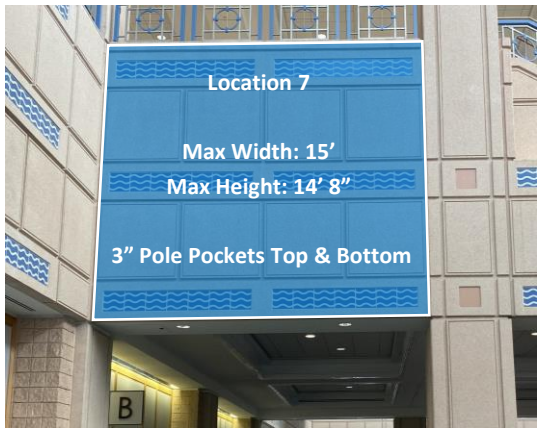 Location 7
Max Width: 15’
Max Height: 14’ 8”
3” Pole Pockets Top & Bottom
B